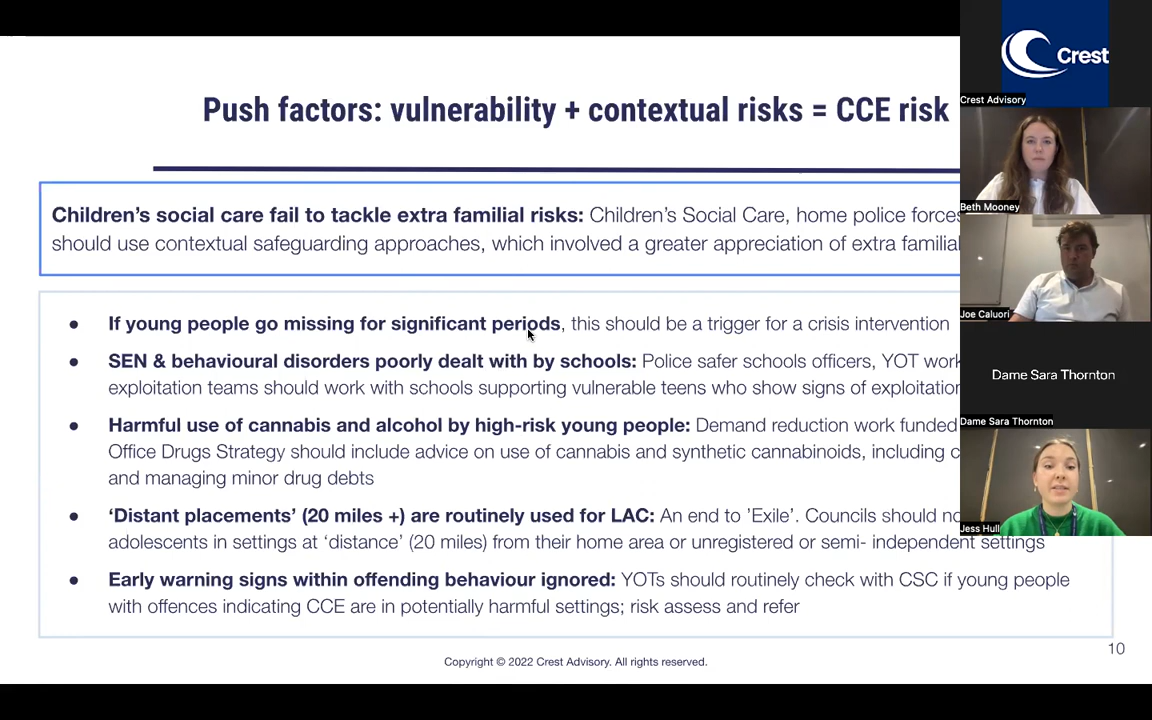 Push factors: vulnerability + contextual risks = CCE risk
Children's social care fail to tackle extra familial risks: Children's Social Care, home police forces
should use contextual safeguarding approaches, which involved a greater appreciation of extra familial
● If young people go missing for significant periods, this should be a trigger for a crisis intervention
● SEN & behavioural disorders poorly dealt with by schools: Police safer schools officers, YOT
exploitation teams should work with schools supporting vulnerable teens who show signs of exploitation
● Harmful use of cannabis and alcohol by high-risk young people: Demand reduction work funded
Office Drugs Strategy should include advice on use of cannabis and synthetic cannabinoids, including
and managing minor drug debts
● ‘Distant placements’ (20 miles +) are routinely used for LAC: An end to ’Exile’. Councils should
adolescents in settings at ‘distance’ (20 miles) from their home area or unregistered or semi- independent settings
● Early warning signs within offending behaviour ignored: YOTs should routinely check with CSC if young people
with offences indicating CCE are in potentially harmful settings; risk assess and refer
10
Copyright © 2022 Crest Advisory. All rights reserved.
Crest
Crest Advisory
Beth Mooney
Joe Caluori
Dame Sara Thornton
Dame Sara Thornton
Jess Hull